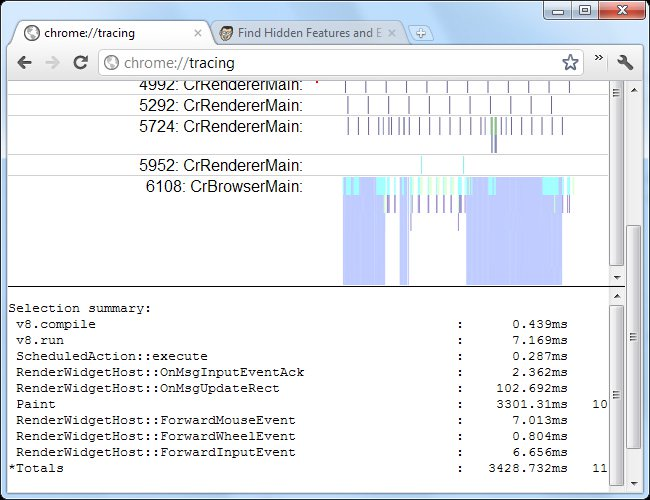 chrome://tracing
Find Hidden Features and E
chrome://tracing
4992: CrRendererMain:
5292: CrRendererMain:
5724: CrRendererMain:
5952: CrRendererMain:
6108: CrBrowserMain:
Selection summary:
v8.compile : 0.439ms
v8.run : 7.169ms
ScheduledAction::execute : 0.287ms
RenderWidgetHost::OnMsgInputEventAck : 2.362ms
RenderWidgetHost::OnMsgUpdateRect : 102.692ms
Paint : 3301.31ms 10
RenderWidgetHost::ForwardMouseEvent : 7.013ms
RenderWidgetHost::ForwardWheelEvent : 0.804ms
RenderWidgetHost::ForwardInputEvent : 6.656ms
*Totals : 3428.732ms 11